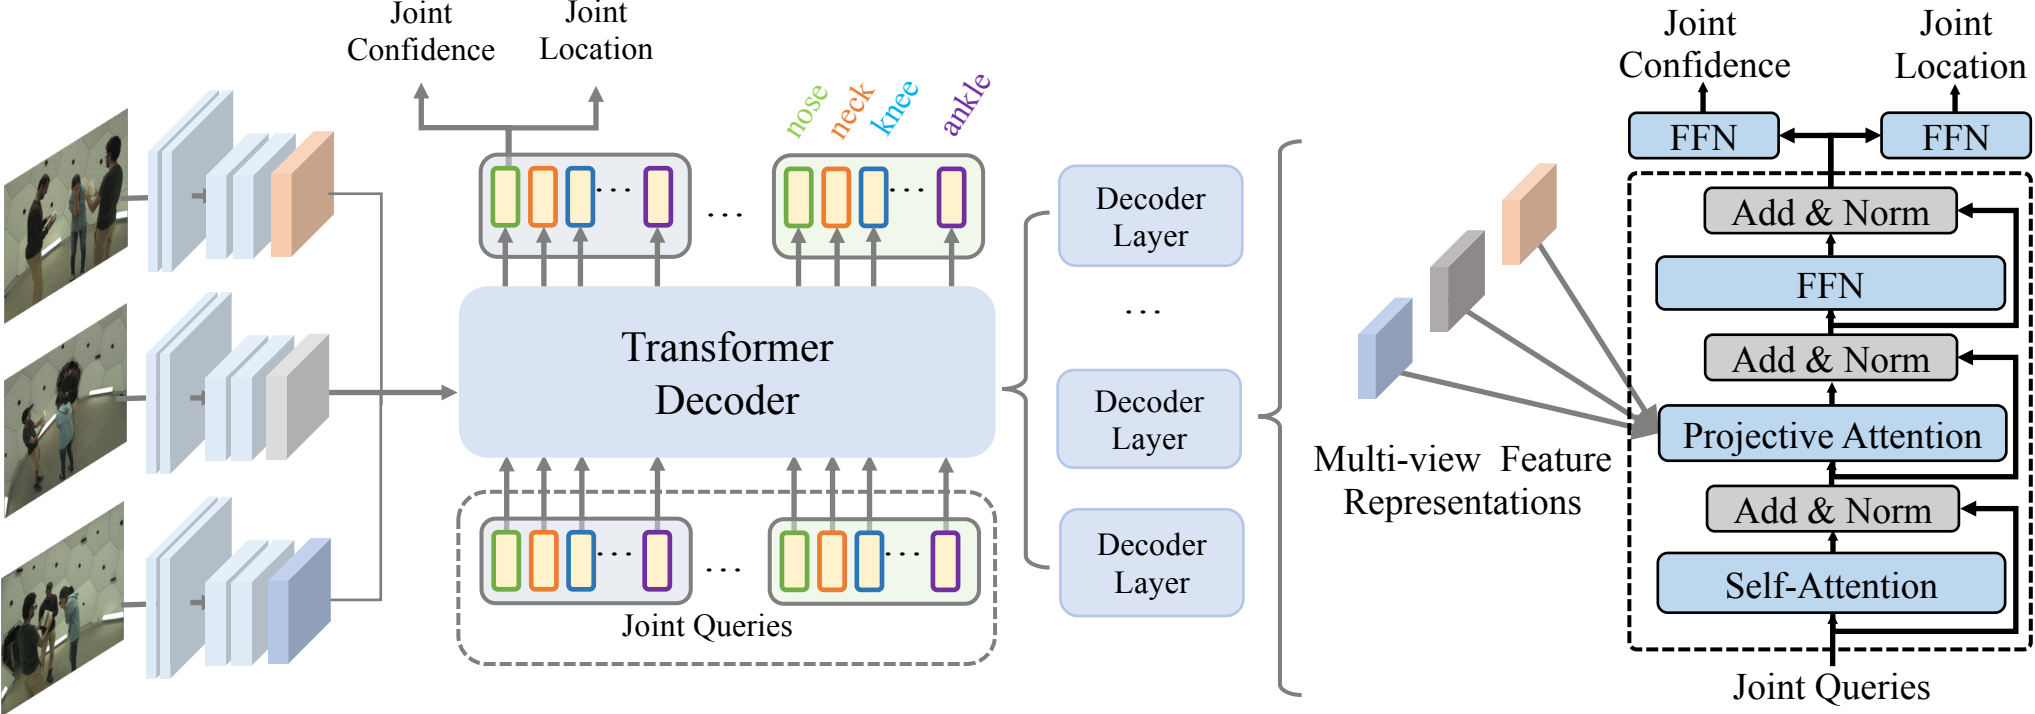 Joint
Confidence
Joint
Location
nose
neck
knee
ankle
...
...
...
Transformer
Decoder
...
...
...
Joint Queries
Decoder
Layer
...
Decoder
Layer
Decoder
Layer
Multi-view Feature
Representations
Joint
Confidence
Joint
Location
FFN
FFN
Add & Norm
FFN
Add & Norm
Projective Attention
Add & Norm
Self-Attention
Joint Queries